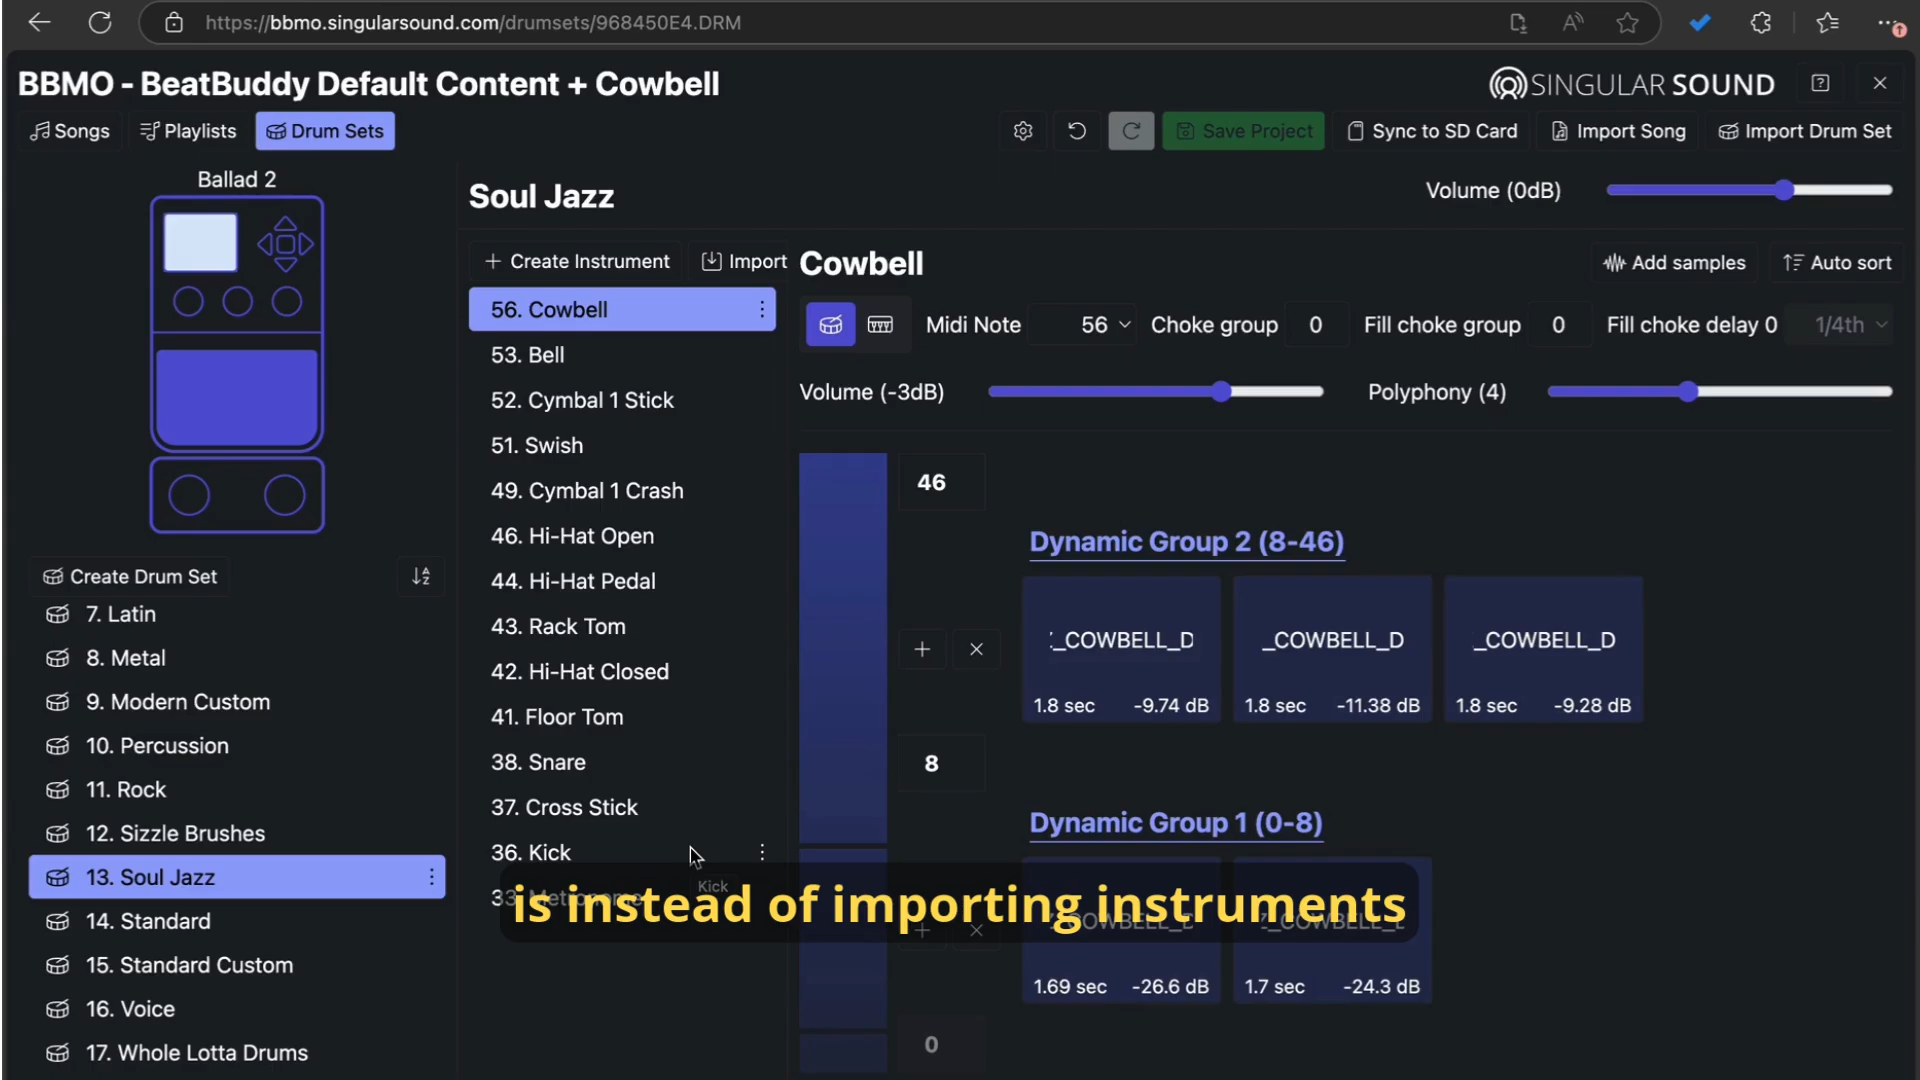 https://bbmo.singularsound.com/drumsets/968450E4.DRM
BBMO - BeatBuddy Default Content + Cowbell
SINGULAR SOUND
Songs
Playlists
Drum Sets
Save Project
Sync to SD Card
Import Song
Import Drum Set
Ballad 2
Soul Jazz
Volume (0dB)
Create Instrument
Import
Cowbell
Add samples
Auto sort
56. Cowbell
53. Bell
52. Cymbal 1 Stick
51. Swish
49. Cymbal 1 Crash
46. Hi-Hat Open
44. Hi-Hat Pedal
43. Rack Tom
42. Hi-Hat Closed
41. Floor Tom
38. Snare
37. Cross Stick
36. Kick
33. Metronome
Kick
Midi Note 56
Choke group 0
Fill choke group 0
Fill choke delay 0 1/4th
Volume (-3dB)
Polyphony (4)
46
Dynamic Group 2 (8-46)
_COWBELL_D
1.8 sec -9.74 dB
_COWBELL_D
1.8 sec -11.38 dB
_COWBELL_D
1.8 sec -9.28 dB
8
Dynamic Group 1 (0-8)
_COWBELL_D
1.69 sec -26.6 dB
_COWBELL_D
1.7 sec -24.3 dB
0
Create Drum Set
7. Latin
8. Metal
9. Modern Custom
10. Percussion
11. Rock
12. Sizzle Brushes
13. Soul Jazz
14. Standard
15. Standard Custom
16. Voice
17. Whole Lotta Drums
is instead of importing instruments